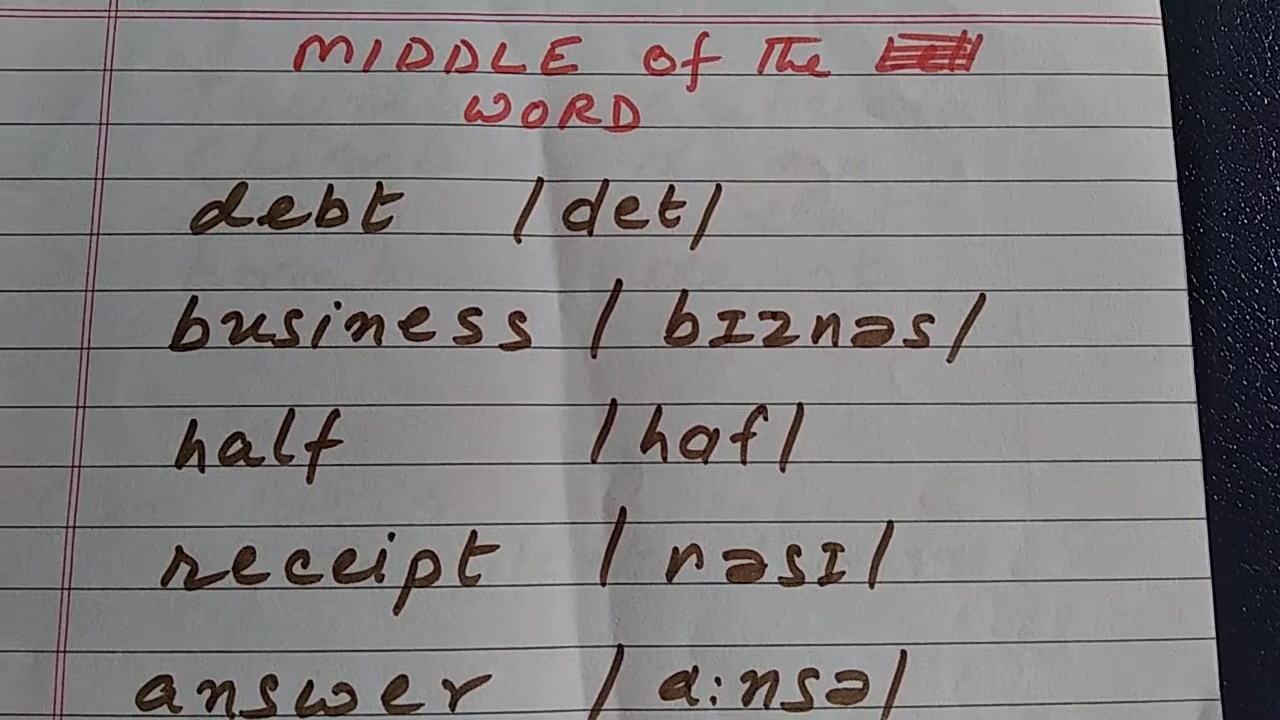 MIDDLE of The
WORD
debt /det/
business / bɪznəs/
half /haf/
receipt / rəsɪ/
answer / a:nsə/